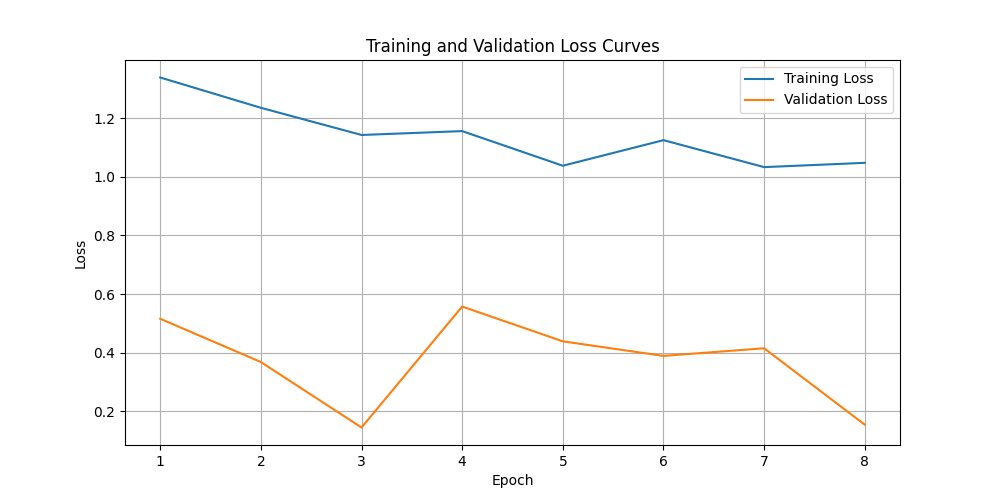 Training and Validation Loss Curves
Training Loss
Validation Loss
1.2
1.0
0.8
0.6
0.4
0.2
Loss
1 2 3 4 5 6 7 8
Epoch